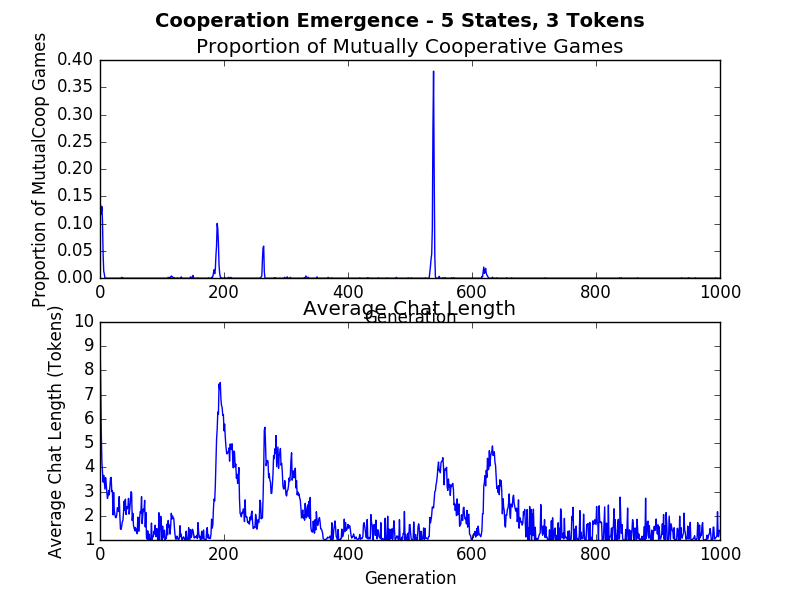 Cooperation Emergence - 5 States, 3 Tokens
Proportion of Mutually Cooperative Games
Proportion of MutualCoop Games
0.40
0.35
0.30
0.25
0.20
0.15
0.10
0.05
0.00
0 200 400 600 800 1000
Generation
Average Chat Length
Average Chat Length (Tokens)
10
9
8
7
6
5
4
3
2
1
0 200 400 600 800 1000
Generation